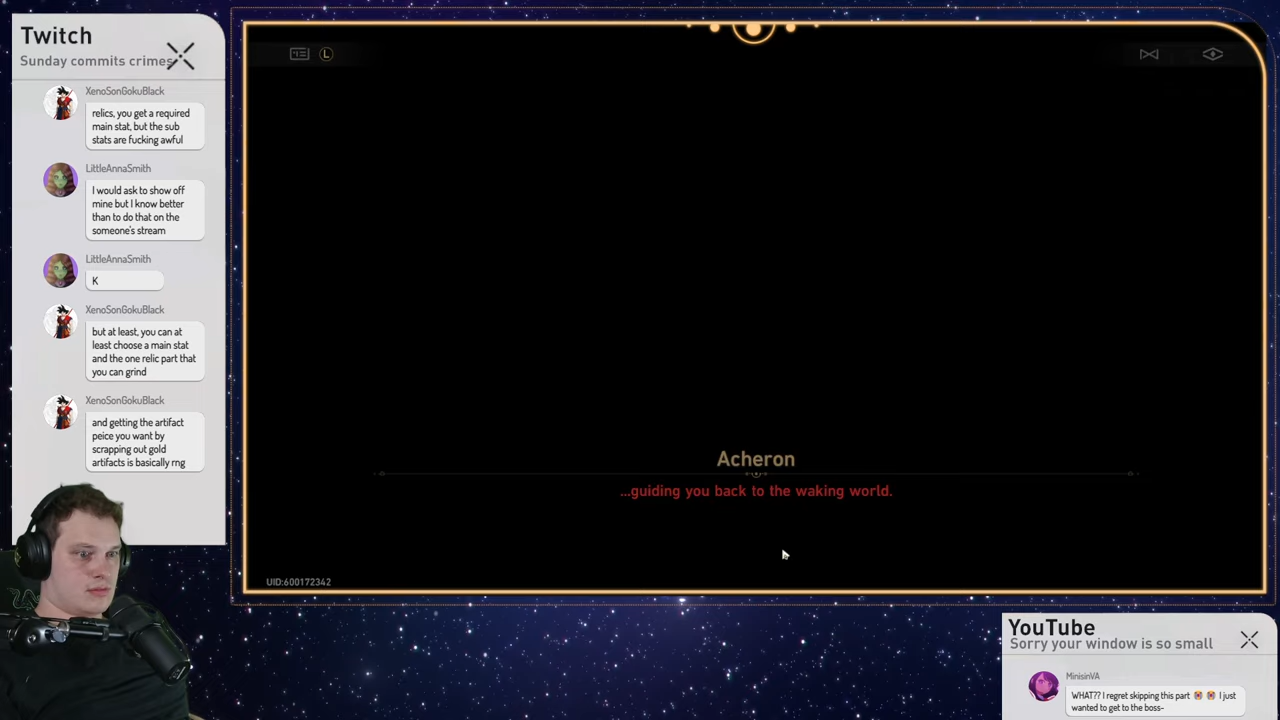 Twitch
Sunday commits crimes
XenoSonGokuBlack
relics, you get a required
main stat, but the sub
stats are fucking awful
LittleAnnaSmith
I would ask to show off
mine but I know better
than to do that on the
someone's stream
LittleAnnaSmith
K
XenoSonGokuBlack
but at least, you can at
least choose a main stat
and the one relic part that
you can grind
XenoSonGokuBlack
and getting the artifact
peice you want by
scrapping out gold
artifacts is basically rng
L
Acheron
...guiding you back to the waking world.
UID:600172342
YouTube
Sorry your window is so small
MinisinVA
WHAT?? I regret skipping this part I just
wanted to get to the boss-